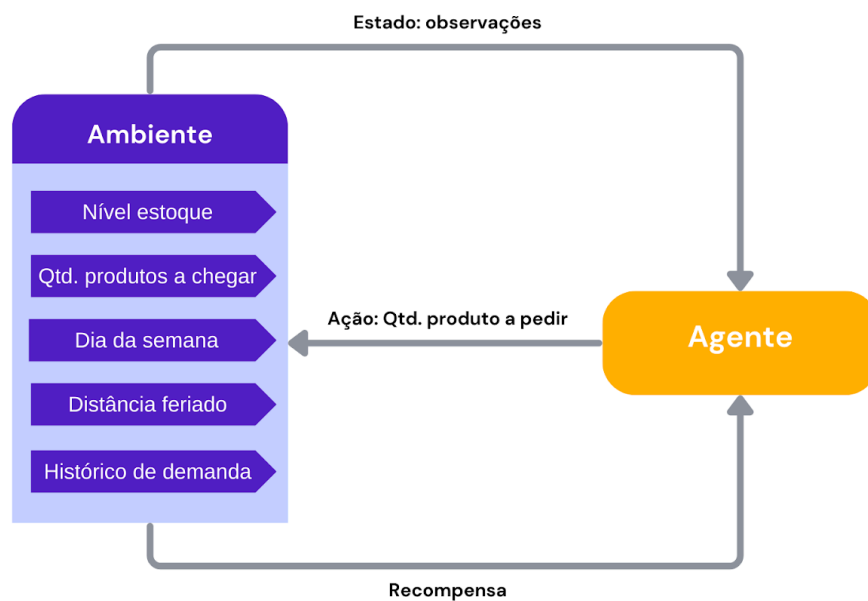 Estado: observações
Ambiente
Nível estoque
Qtd. produtos a chegar
Dia da semana
Distância feriado
Histórico de demanda
Ação: Qtd. produto a pedir
Agente
Recompensa